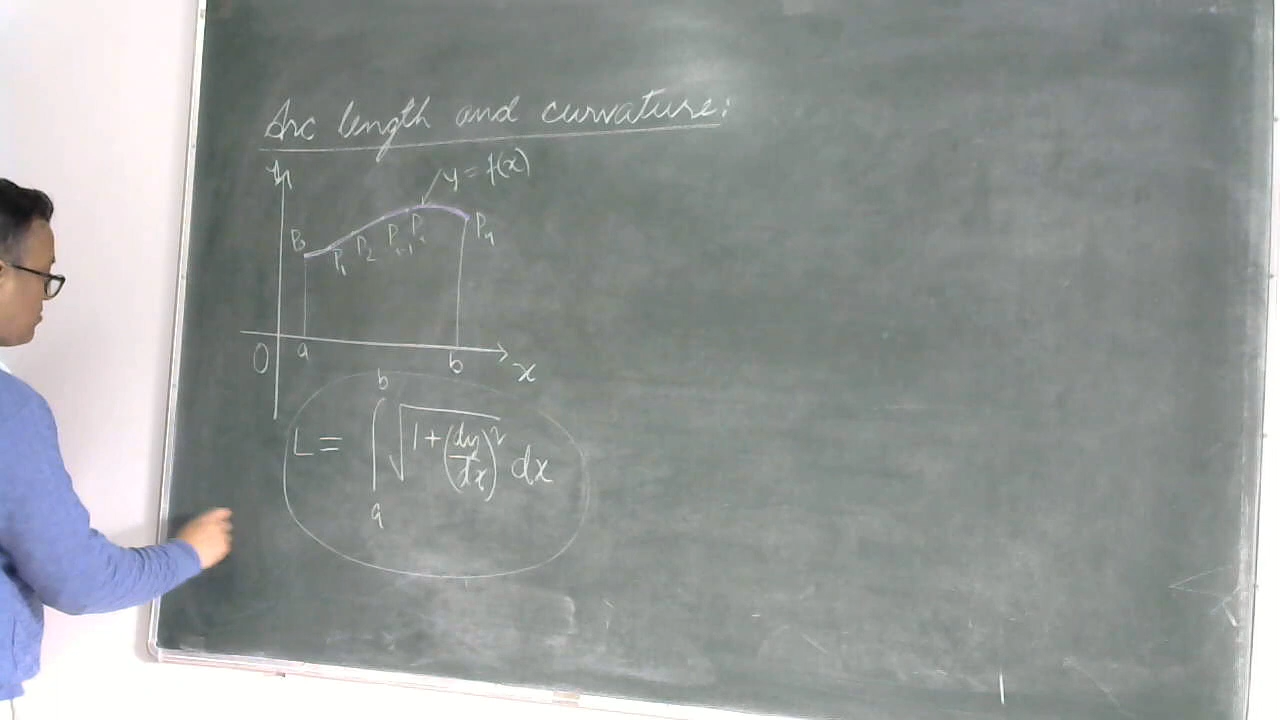 Arc length and curvature:
y
y = f(x)
P₀ P₁ P₂ Pᵢ₋₁ Pᵢ Pₙ
O a b x
L = ∫ₐᵇ √(1 + (dy/dx)²) dx